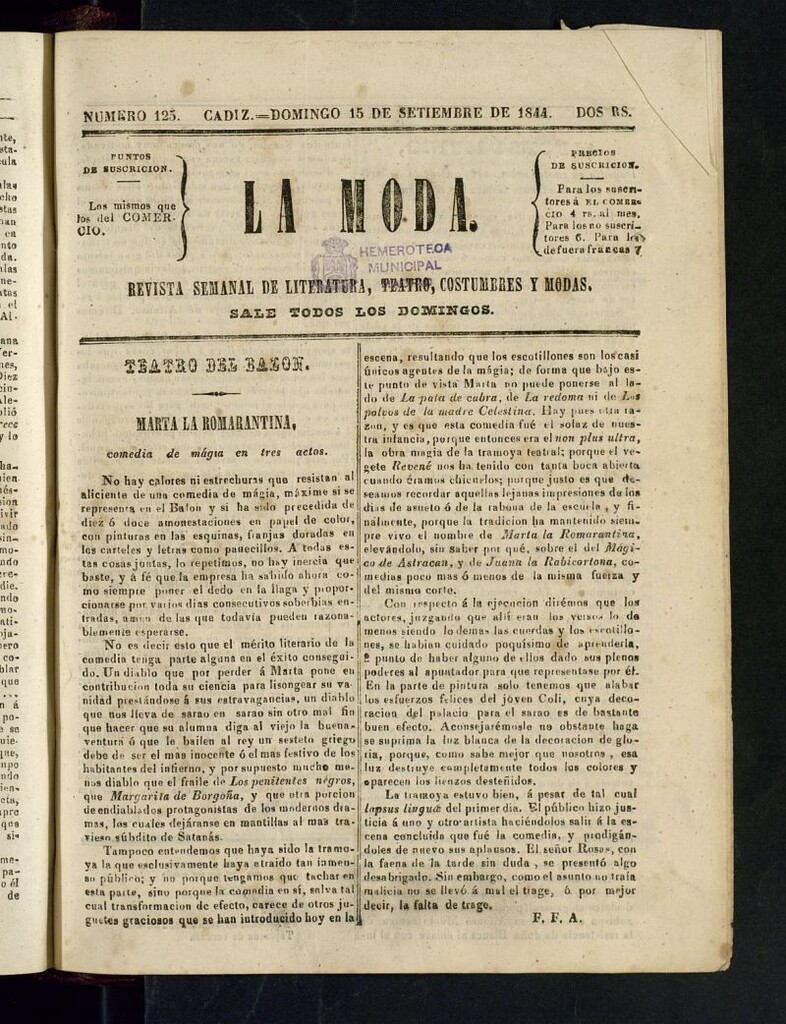 NUMERO 125. CADIZ.=DOMINGO 15 DE SETIEMBRE DE 1844. DOS RS.
PUNTOS
DE SUSCRICION.
Los mismos que
los del COMER-
CIO.
LA MODA.
PRECIOS
DE SUSCRICION.
Para los suscri-
tores á EL COMER-
CIO 4 rs. al mes.
Para los no suscri-
tores 6. Para los
de fuera francas 7
HEMEROTECA
MUNICIPAL
REVISTA SEMANAL DE LITERATURA, TEATRO, COSTUMBRES Y MODAS.
SALE TODOS LOS DOMINGOS.
TEATRO DEL BALON.
MARTA LA ROMARANTINA,
comedia de mágia en tres actos.
No hay calores ni estrechuras que resistan al
aliciente de una comedia de mágia, máxime si se
representa en el Balon y si ha sido precedida de
diez ó doce amonestaciones en papel de color,
con pinturas en las esquinas, franjas doradas en
los carteles y letras como panecillos. A todas es-
tas cosas juntas, lo repetimos, no hay inercia que
baste, y á fé que la empresa ha sabido ahora co-
mo siempre poner el dedo en la llaga y propor-
cionarse por varios dias consecutivos soberbias en-
tradas, amen de las que todavía pueden razona-
blemente esperarse.
No es decir esto que el mérito literario de la
comedia tenga parte alguna en el éxito consegui-
do. Un diablo que por perder á Marta pone en
contribucion toda su ciencia para lisongear su va-
nidad prestándose á sus estravagancias, un diablo
que nos lleva de sarao en sarao sin otro mal fin
que hacer que su alumna diga al viejo la buena-
ventura ó que le bailen al rey un sesteto griego
debe de ser el mas inocente ó el mas festivo de los
habitantes del infierno, y por supuesto mucho me-
nos diablo que el fraile de Los penitentes negros,
que Margarita de Borgoña, y que otra porcion
de endiablados protagonistas de los modernos dra-
mas, los cuales dejáranse en mantillas al mas tra-
vieso súbdito de Satanás.
Tampoco entendemos que haya sido la tramo-
ya la que esclusivamente haya atraido tan inmen-
so público; y no porque tengamos que tachar en
esta parte, sino porque la comedia en sí, salva tal
cual transformacion de efecto, carece de otros ju-
guetes graciosos que se han introducido hoy en la
escena, resultando que los escotillones son los casi
únicos agentes de la mágia; de forma que bajo es-
te punto de vista Marta no puede ponerse al la-
do de La pata de cabra, de La redoma ni de Los
polvos de la madre Celestina. Hay pues otra ra-
zon, y es que esta comedia fué el solaz de nues-
tra infancia, porque entonces era el non plus ultra,
la obra magia de la tramoya teatral; porque el ve-
gete Revené nos ha tenido con tanta boca abierta
cuando éramos chicuelos; porque justo es que de-
seamos recordar aquellas lejanas impresiones de los
dias de asueto ó de la rabona de la escuela, y fi-
nalmente, porque la tradicion ha mantenido siem-
pre vivo el nombre de Marta la Romarantina,
elevándolo, sin saber por qué, sobre el del Mági-
co de Astracan, y de Juana la Rabicortona, co-
medias poco mas ó menos de la misma fuerza y
del mismo corte.
Con respecto á la ejecucion dirémos que los
actores, juzgando que allí eran los versos lo de
menos siendo lo demas las cuerdas y los escotillo-
nes, se habian cuidado poquísimo de aprenderla,
á punto de haber alguno de ellos dado sus plenos
poderes al apuntador para que representase por él.
En la parte de pintura solo tenemos que alabar
los esfuerzos felices del jóven Coli, cuya deco-
racion del palacio para el sarao es de bastante
buen efecto. Aconsejarémosle no obstante haga
se suprima la luz blanca de la decoracion de glo-
ria, porque, como sabe mejor que nosotros, esa
luz destruye completamente todos los colores y
aparecen los lienzos desteñidos.
La tramoya estuvo bien, á pesar de tal cual
lapsus linguæ del primer dia. El público hizo jus-
ticia á uno y otro artista haciéndolos salir á la es-
cena concluida que fué la comedia, y prodigán-
doles de nuevo sus aplausos. El señor Rosas, con
la faena de la tarde sin duda, se presentó algo
desabrigado. Sin embargo, como el asunto no traía
malicia no se llevó á mal el trage, ó por mejor
decir, la falta de trage.
F. F. A.